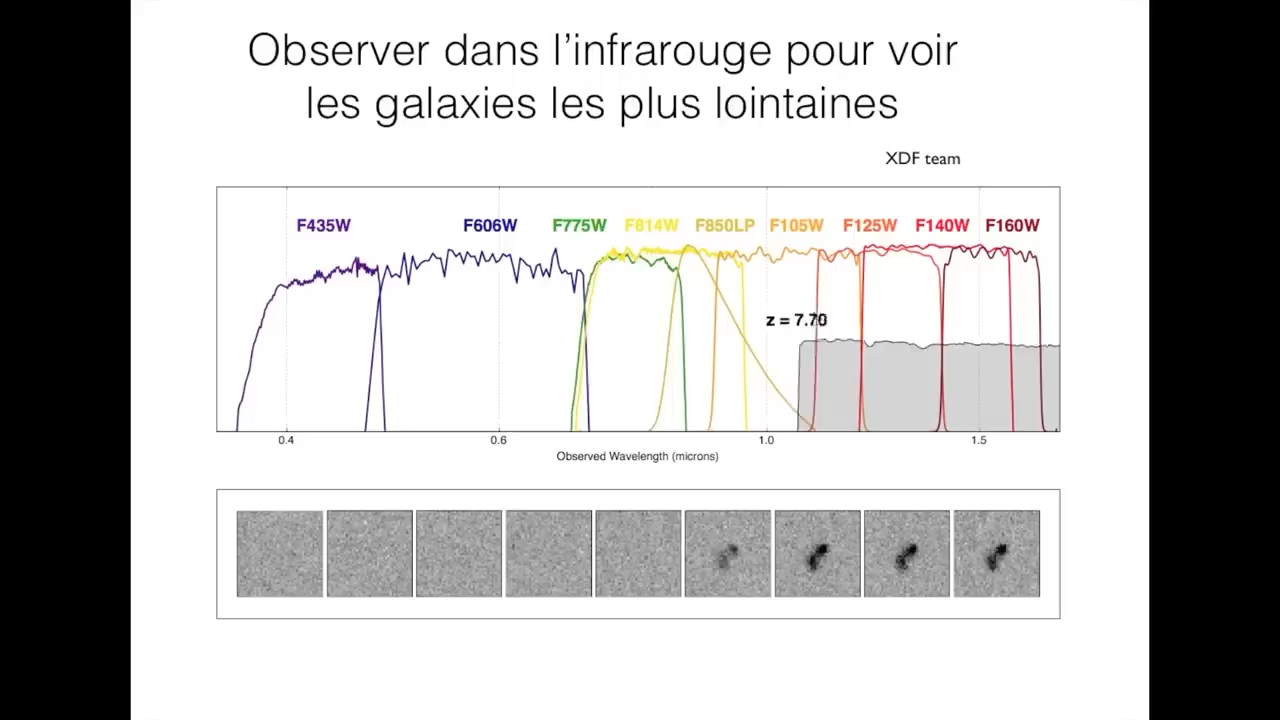 Observer dans l’infrarouge pour voir
les galaxies les plus lointaines
XDF team
F435W F606W F775W F814W F850LP F105W F125W F140W F160W
z = 7.70
0.4 0.6 1.0 1.5
Observed Wavelength (microns)